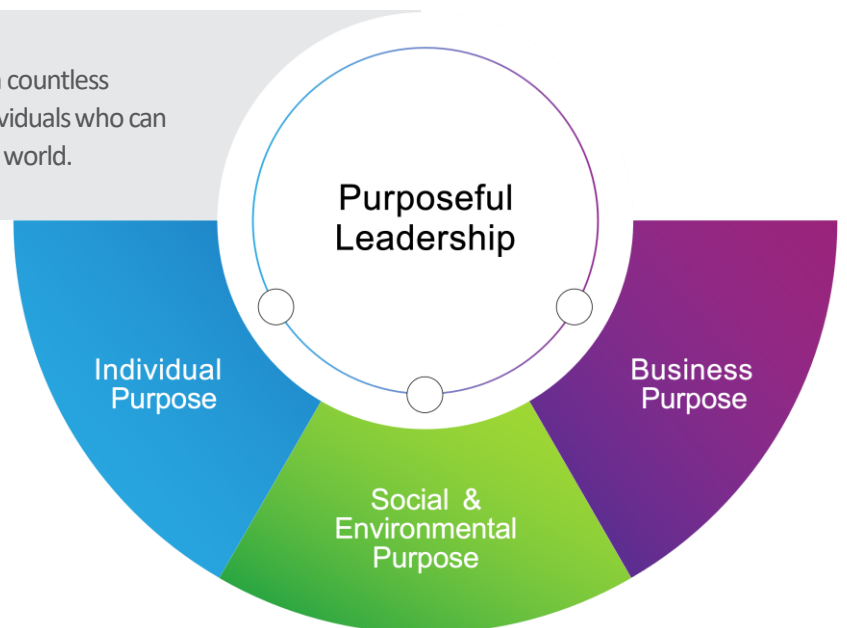 countless
viduals who can
world.
Purposeful
Leadership
Individual
Purpose
Business
Purpose
Social &
Environmental
Purpose